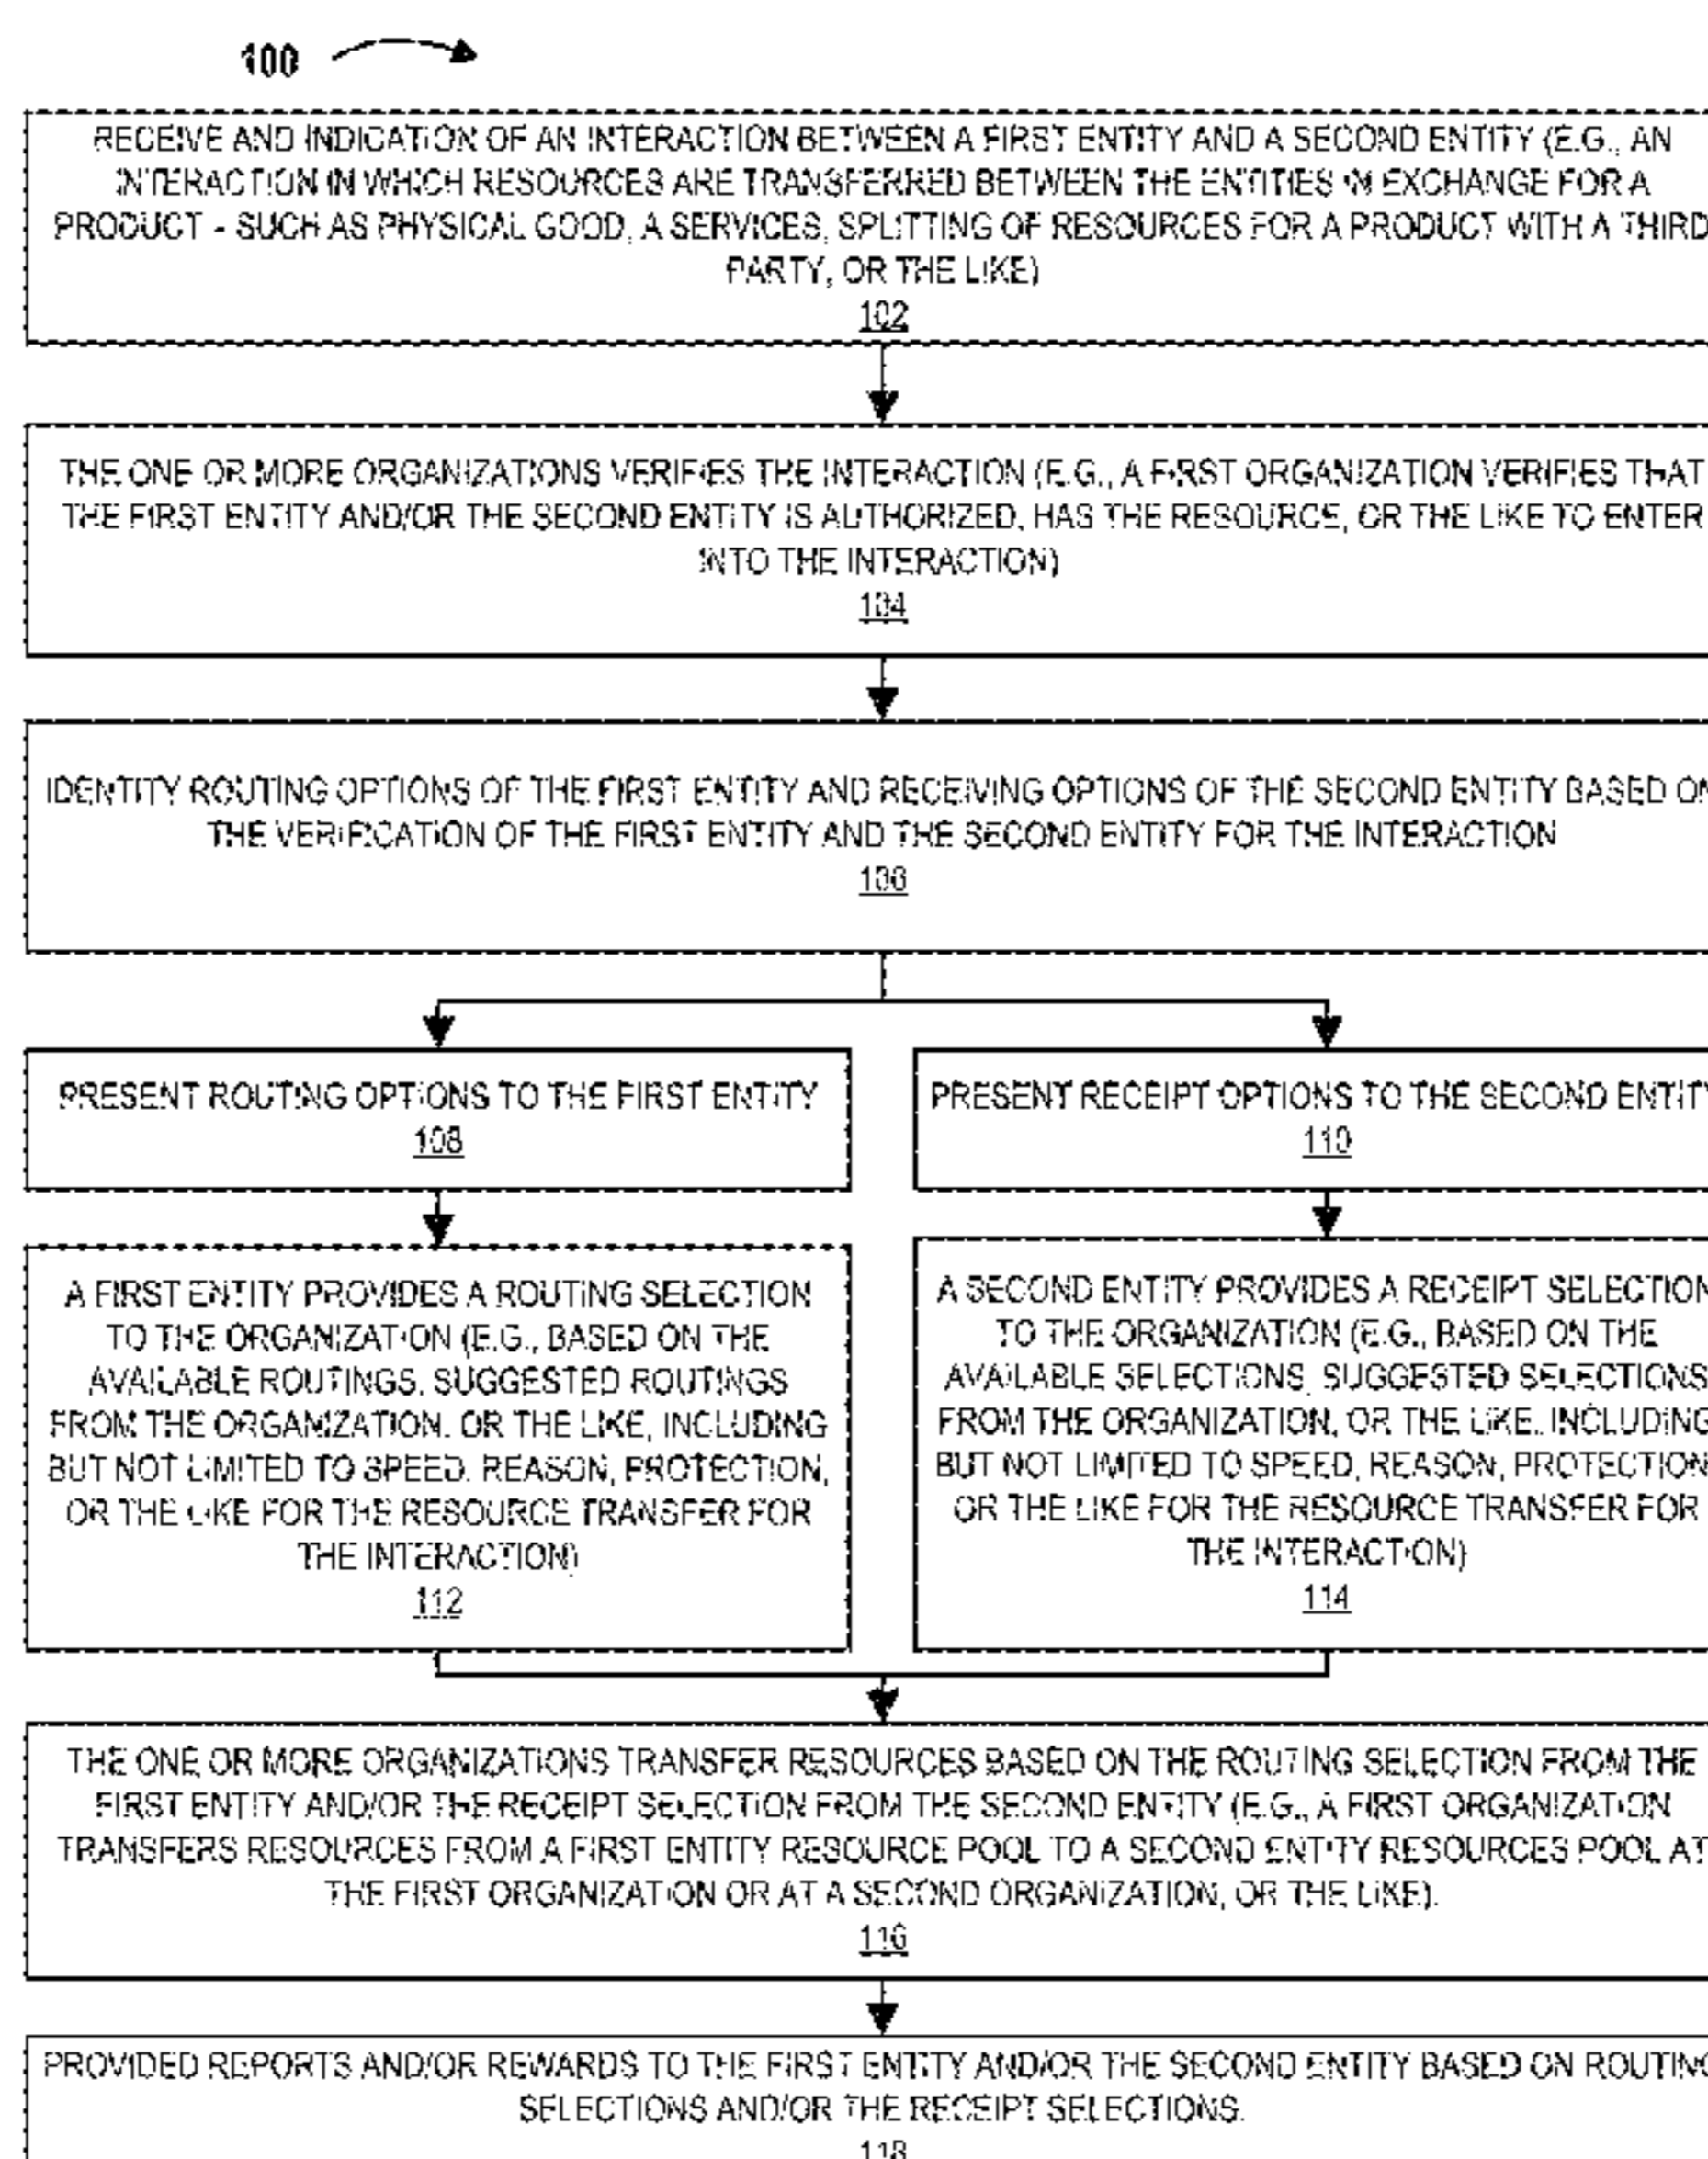 100
RECEIVE AND INDICATION OF AN INTERACTION BETWEEN A FIRST ENTITY AND A SECOND ENTITY (E.G., AN
INTERACTION IN WHICH RESOURCES ARE TRANSFERRED BETWEEN THE ENTITIES IN EXCHANGE FOR A
PRODUCT - SUCH AS PHYSICAL GOOD, A SERVICES, SPLITTING OF RESOURCES FOR A PRODUCT WITH A THIRD
PARTY, OR THE LIKE)
102
THE ONE OR MORE ORGANIZATIONS VERIFIES THE INTERACTION (E.G., A FIRST ORGANIZATION VERIFIES THAT
THE FIRST ENTITY AND/OR THE SECOND ENTITY IS AUTHORIZED, HAS THE RESOURCE, OR THE LIKE TO ENTER
INTO THE INTERACTION)
104
IDENTITY ROUTING OPTIONS OF THE FIRST ENTITY AND RECEIVING OPTIONS OF THE SECOND ENTITY BASED ON
THE VERIFICATION OF THE FIRST ENTITY AND THE SECOND ENTITY FOR THE INTERACTION
106
PRESENT ROUTING OPTIONS TO THE FIRST ENTITY
108
PRESENT RECEIPT OPTIONS TO THE SECOND ENTITY
110
A FIRST ENTITY PROVIDES A ROUTING SELECTION
TO THE ORGANIZATION (E.G., BASED ON THE
AVAILABLE ROUTINGS, SUGGESTED ROUTINGS
FROM THE ORGANIZATION, OR THE LIKE, INCLUDING
BUT NOT LIMITED TO SPEED, REASON, PROTECTION,
OR THE LIKE FOR THE RESOURCE TRANSFER FOR
THE INTERACTION)
112
A SECOND ENTITY PROVIDES A RECEIPT SELECTION
TO THE ORGANIZATION (E.G., BASED ON THE
AVAILABLE SELECTIONS, SUGGESTED SELECTIONS
FROM THE ORGANIZATION, OR THE LIKE, INCLUDING
BUT NOT LIMITED TO SPEED, REASON, PROTECTION
OR THE LIKE FOR THE RESOURCE TRANSFER FOR
THE INTERACTION)
114
THE ONE OR MORE ORGANIZATIONS TRANSFER RESOURCES BASED ON THE ROUTING SELECTION FROM THE
FIRST ENTITY AND/OR THE RECEIPT SELECTION FROM THE SECOND ENTITY (E.G., A FIRST ORGANIZATION
TRANSFERS RESOURCES FROM A FIRST ENTITY RESOURCE POOL TO A SECOND ENTITY RESOURCES POOL AT
THE FIRST ORGANIZATION OR AT A SECOND ORGANIZATION, OR THE LIKE).
116
PROVIDED REPORTS AND/OR REWARDS TO THE FIRST ENTITY AND/OR THE SECOND ENTITY BASED ON ROUTING
SELECTIONS AND/OR THE RECEIPT SELECTIONS.
118